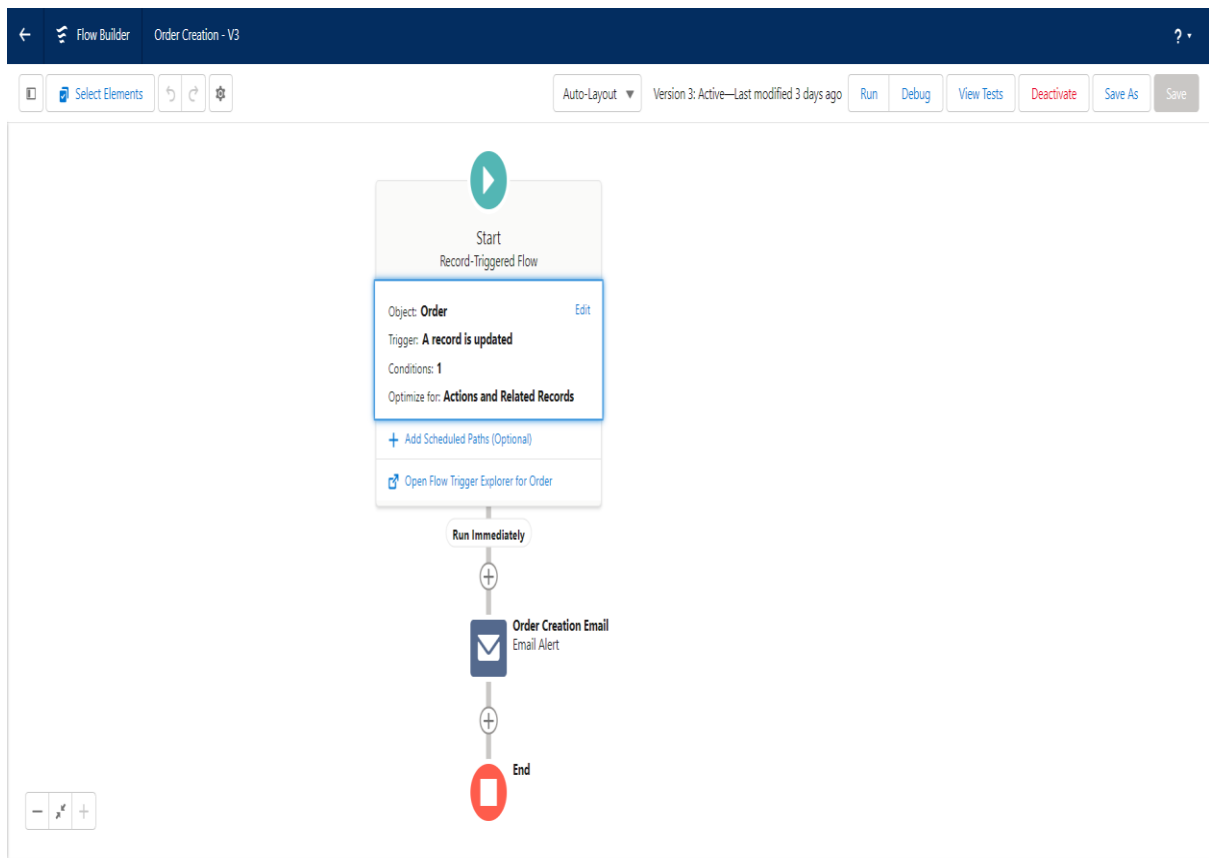 Flow Builder Order Creation - V3 ?
Select Elements Auto-Layout Version 3: Active—Last modified 3 days ago Run Debug View Tests Deactivate Save As Save
Start
Record-Triggered Flow
Object: Order Edit
Trigger: A record is updated
Conditions: 1
Optimize for: Actions and Related Records
Add Scheduled Paths (Optional)
Open Flow Trigger Explorer for Order
Run Immediately
Order Creation Email
Email Alert
End